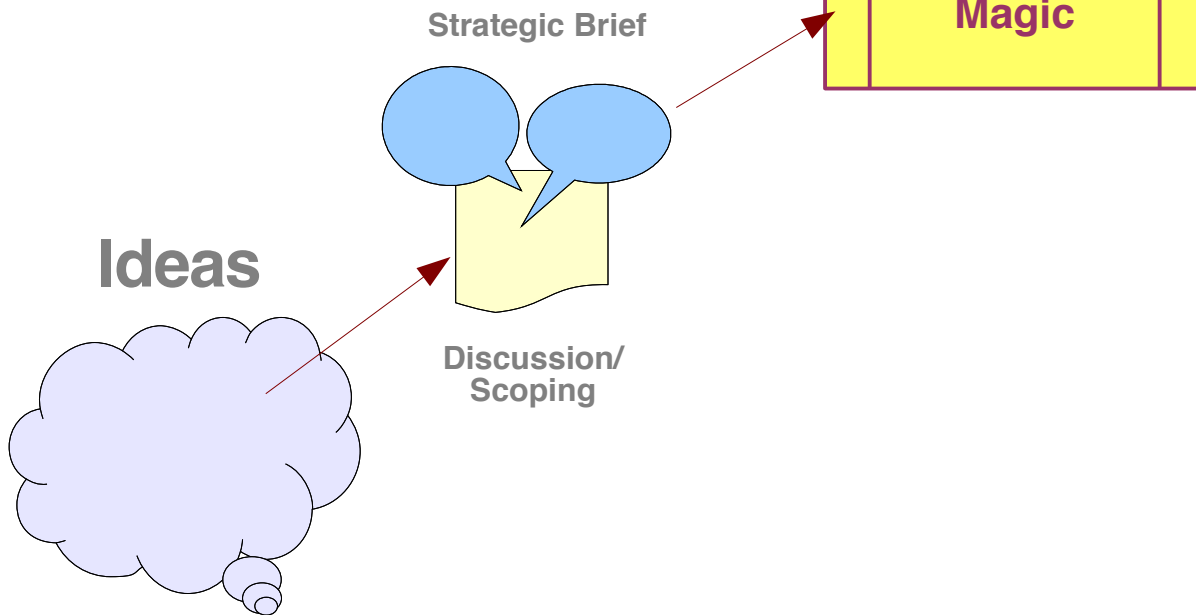 Strategic Brief
Magic
Ideas
Discussion/
Scoping